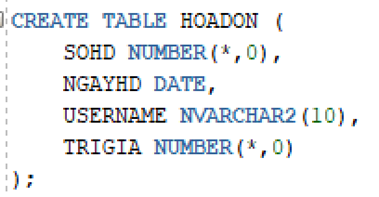 CREATE TABLE HOADON (
SOHD NUMBER(*,0),
NGAYHD DATE,
USERNAME NVARCHAR2(10),
TRIGIA NUMBER(*,0)
);